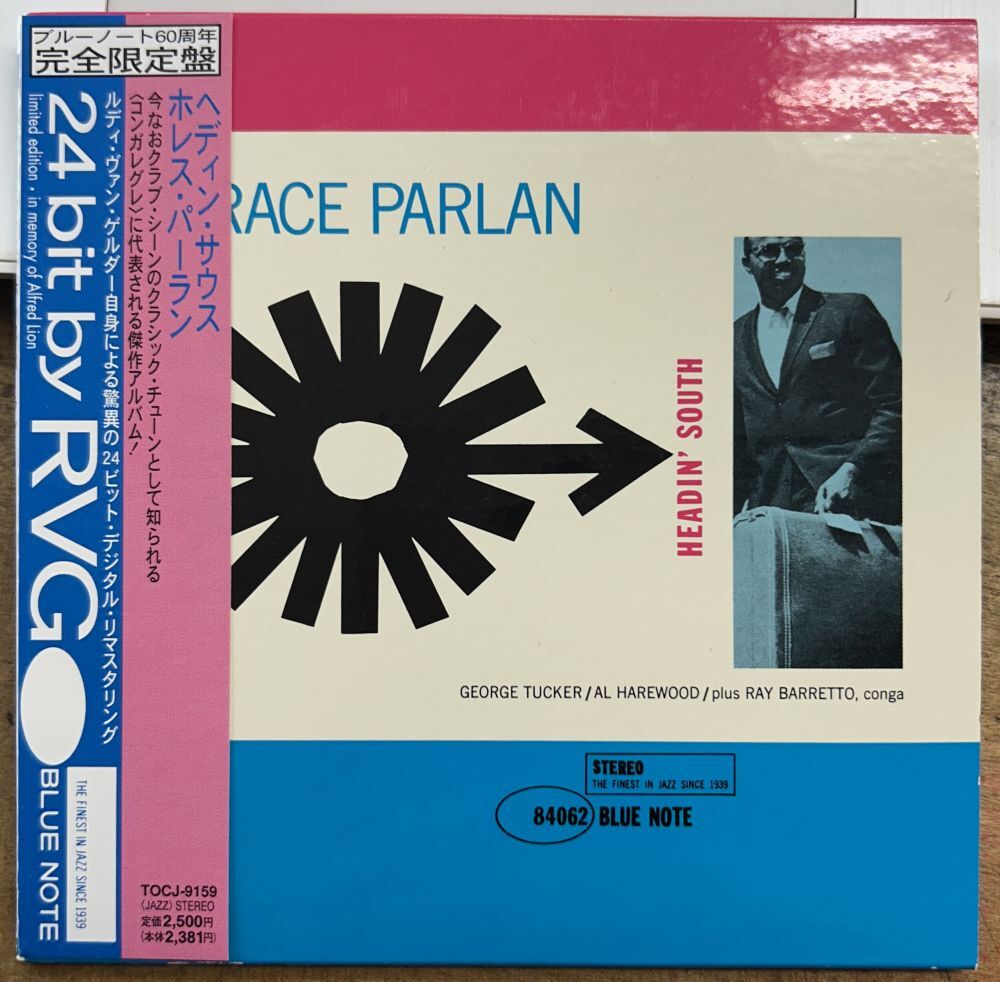 ブルーノート60周年
完全限定盤
ヘディン・サウス
ホレス・パーラン
今なおクラブ・シーンのクラシック・チューンとして知られる
〈コンガレグレ〉に代表される傑作アルバム!
ルディ・ヴァン・ゲルダー自身による驚異の24ビット・デジタル・リマスタリング
24 bit by RVG
limited edition・in memory of Alfred Lion
BLUE NOTE
THE FINEST IN JAZZ SINCE 1939
TOCJ-9159
(JAZZ) STEREO
定価2,500円
(本体2,381円)
RACE PARLAN
HEADIN' SOUTH
GEORGE TUCKER/AL HAREWOOD/plus RAY BARRETTO, conga
STEREO
THE FINEST IN JAZZ SINCE 1939
84062 BLUE NOTE